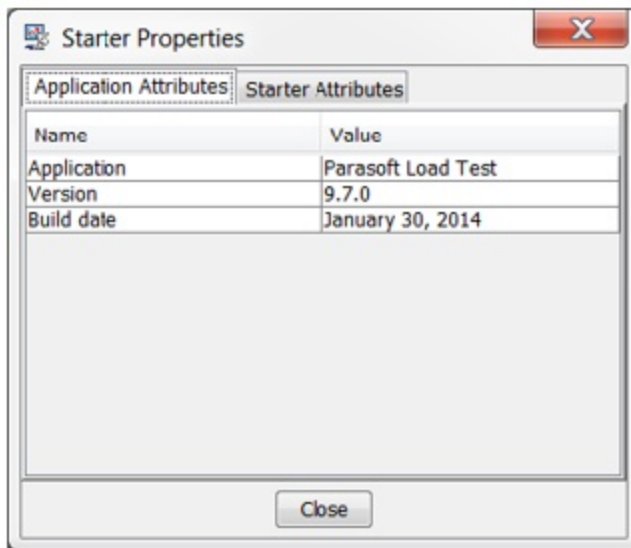 Starter Properties
Application Attributes Starter Attributes
Name Value
Application Parasoft Load Test
Version 9.7.0
Build date January 30, 2014
Close